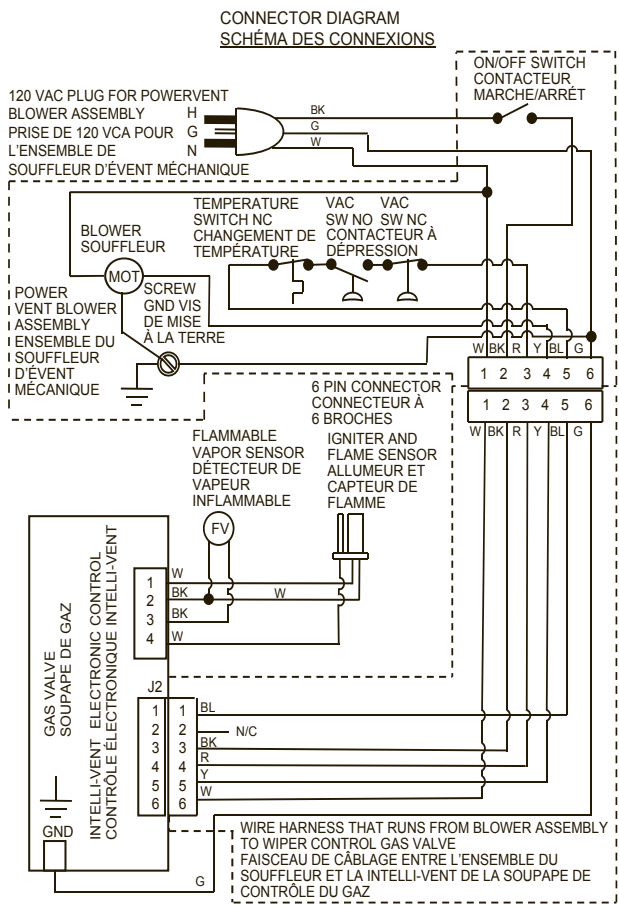 CONNECTOR DIAGRAM
SCHÉMA DES CONNEXIONS
ON/OFF SWITCH
CONTACTEUR
MARCHE/ARRÉT
120 VAC PLUG FOR POWERVENT
BLOWER ASSEMBLY
PRISE DE 120 VCA POUR
L'ENSEMBLE DE
SOUFFLEUR D'ÉVENT MÉCHANIQUE
H
G
N
BK
G
W
BLOWER
SOUFFLEUR
MOT
TEMPERATURE
SWITCH NC
CHANGEMENT DE
TEMPÉRATURE
VAC VAC
SW NO SW NC
CONTACTEUR À
DÉPRESSION
POWER
VENT BLOWER
ASSEMBLY
ENSEMBLE DU
SOUFFLEUR
D'ÉVENT
MÉCANIQUE
SCREW
GND VIS
DE MISE
À LA TERRE
W BK R Y BL G
1 2 3 4 5 6
1 2 3 4 5 6
W BK R Y BL G
6 PIN CONNECTOR
CONNECTEUR À
6 BROCHES
FLAMMABLE
VAPOR SENSOR
DÉTECTEUR DE
VAPEUR
INFLAMMABLE
IGNITER AND
FLAME SENSOR
ALLUMEUR ET
CAPTEUR DE
FLAMME
FV
1 W
2 BK W
3 BK
4 W
GAS VALVE
SOUPAPE DE GAZ
INTELLI-VENT ELECTRONIC CONTROL
CONTRÔLE ÉLECTRONIQUE INTELLI-VENT
J2
1 1 BL
2 2 N/C
3 3 BK
4 4 R
5 5 Y
6 6 W
GND
G
WIRE HARNESS THAT RUNS FROM BLOWER ASSEMBLY
TO WIPER CONTROL GAS VALVE
FAISCEAU DE CÂBLAGE ENTRE L'ENSEMBLE DU
SOUFFLEUR ET LA INTELLI-VENT DE LA SOUPAPE DE
CONTRÔLE DU GAZ